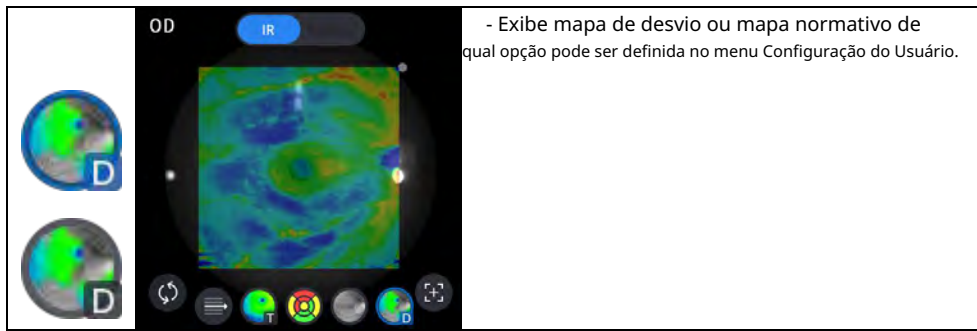 OD
IR
- Exibe mapa de desvio ou mapa normativo de
qual opção pode ser definida no menu Configuração do Usuário.
D
D
T
D